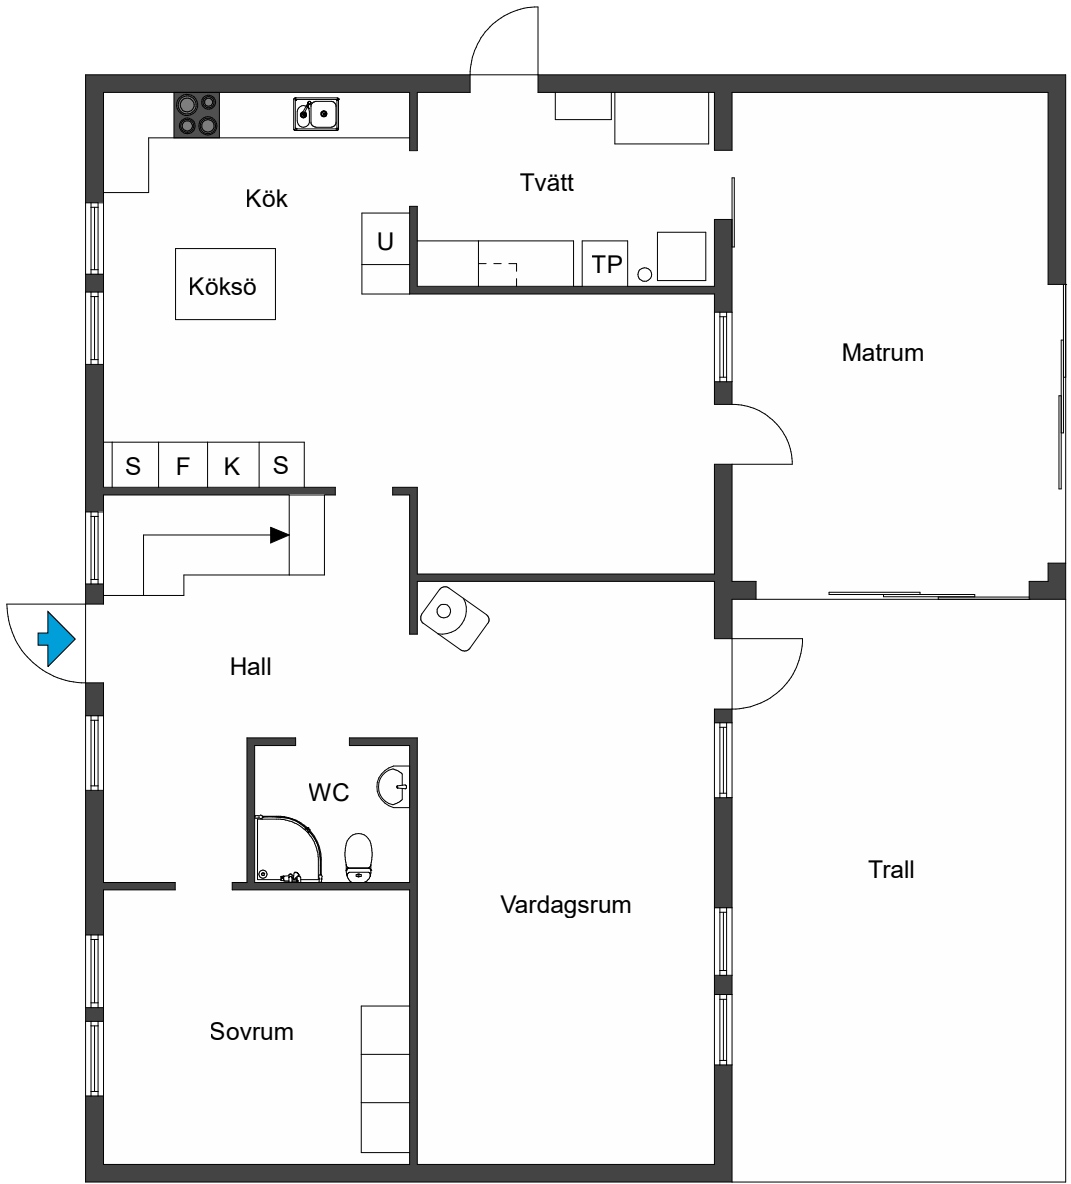 Tvätt
Kök
U
TP
Köksö
Matrum
S F K S
Hall
WC
Trall
Vardagsrum
Sovrum